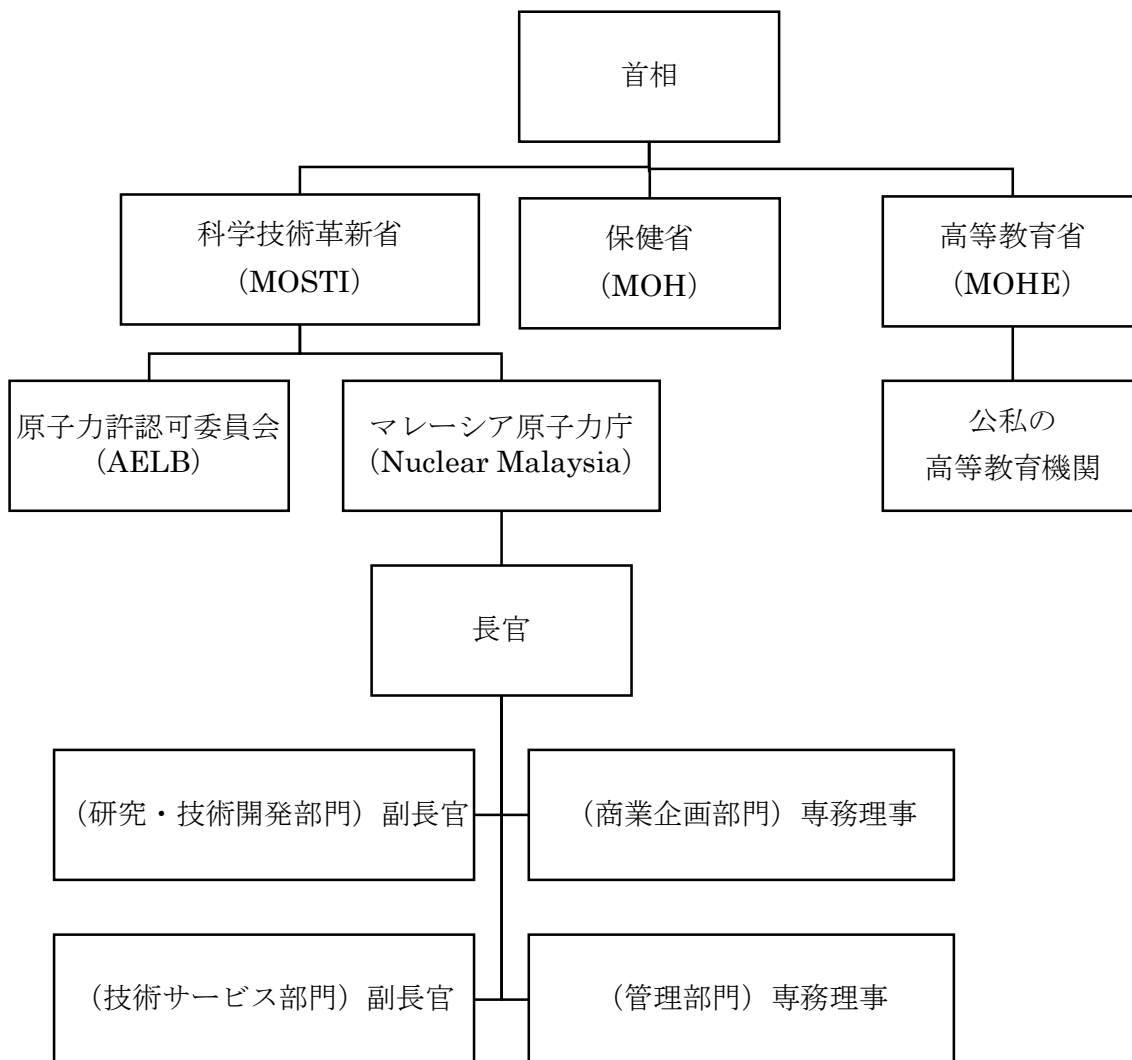 首相
科学技術革新省
（MOSTI）
保健省
（MOH）
高等教育省
（MOHE）
原子力許認可委員会
（AELB）
マレーシア原子力庁
（Nuclear Malaysia）
公私の
高等教育機関
長官
（研究・技術開発部門）副長官
（商業企画部門）専務理事
（技術サービス部門）副長官
（管理部門）専務理事